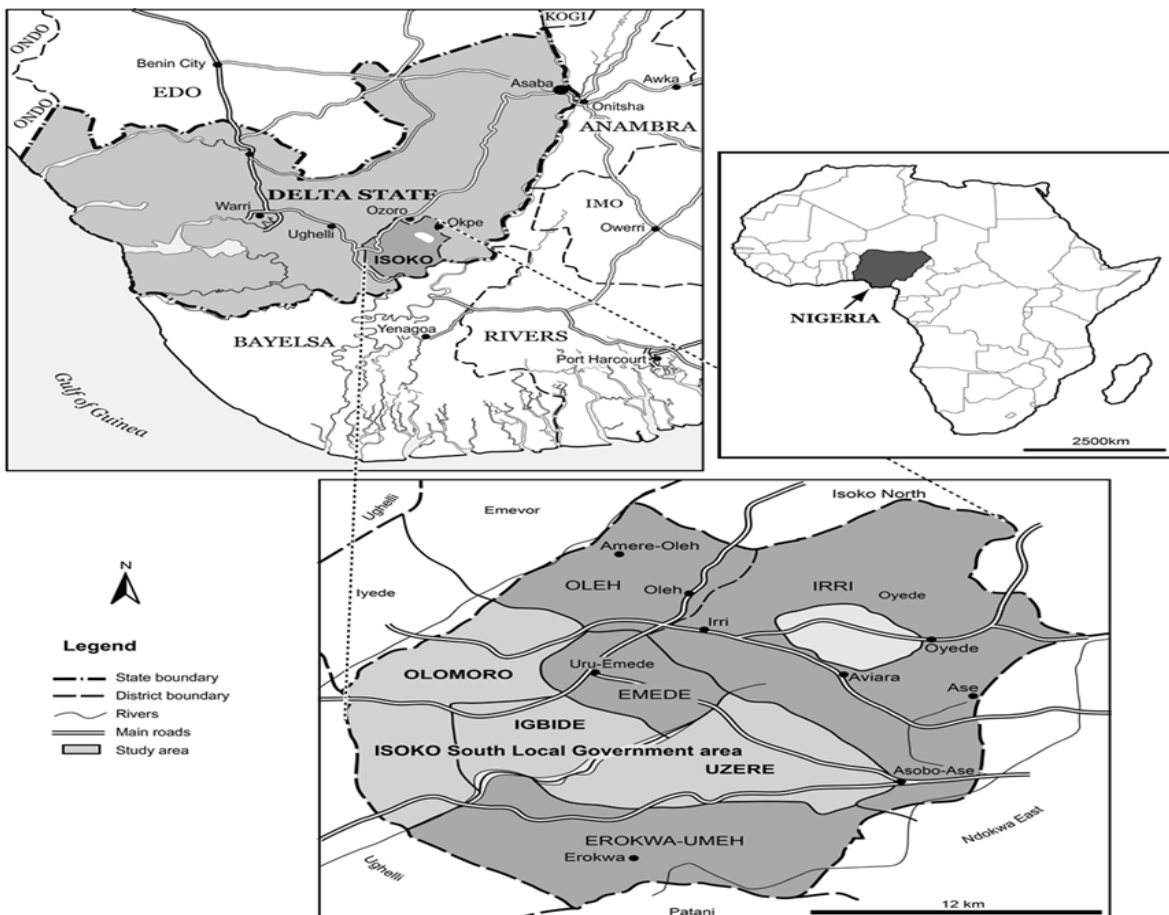 KOGI
ONDO
Benin City
EDO
Asaba
Awka
Onitsha
ONDO
ANAMBRA
DELTA STATE
Warri
Ozoro
Okpe
IMO
Ughelli
Owerri
ISOKO
BAYELSA
Yenagoa
RIVERS
Port Harcourt
Gulf of Guinea
NIGERIA
2500km
Ughelli
Emevor
Isoko North
Amere-Oleh
OLEH
Oleh
IRRI
Iyede
Oyede
Irri
Oyede
Uru-Emede
OLOMORO
EMEDE
Aviara
Ase
IGBIDE
ISOKO South Local Government area
UZERE
Asobo-Ase
EROKWA-UMEH
Erokwa
Ndokwa East
Ughelli
Patani
12 km
N
Legend
State boundary
District boundary
Rivers
Main roads
Study area